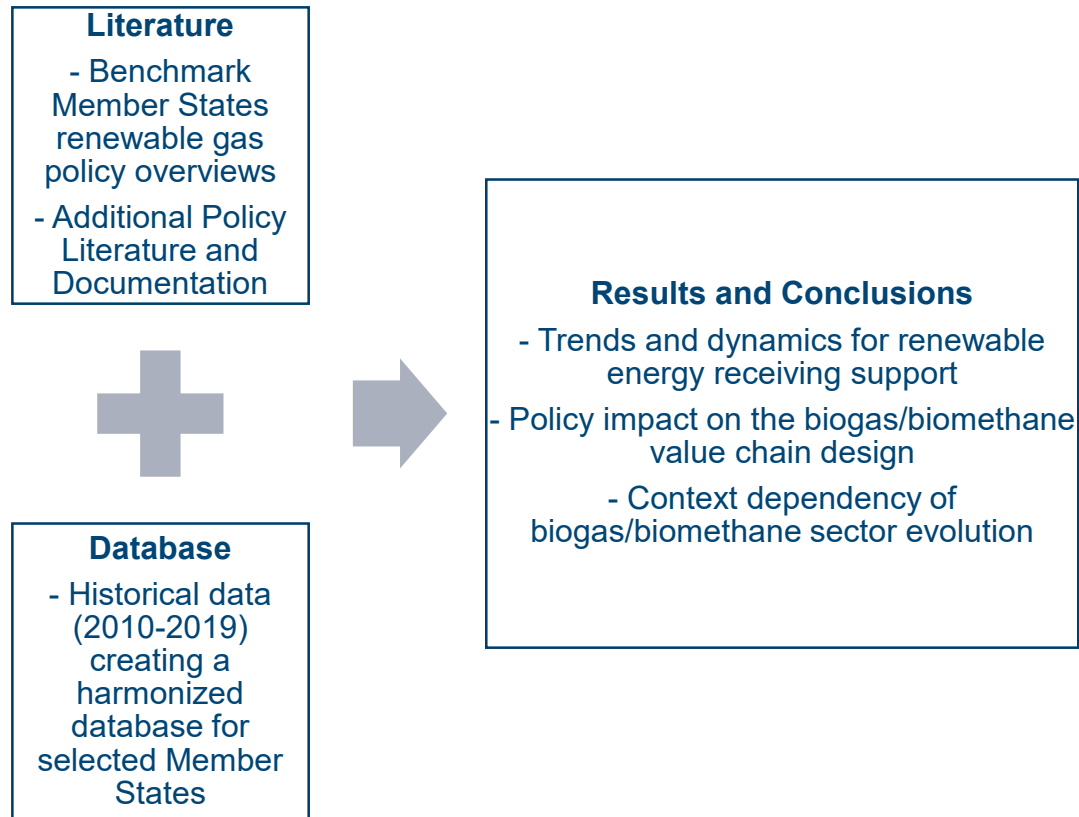 Literature
- Benchmark
Member States
renewable gas
policy overviews
- Additional Policy
Literature and
Documentation
Database
- Historical data
(2010-2019)
creating a
harmonized
database for
selected Member
States
Results and Conclusions
- Trends and dynamics for renewable
energy receiving support
- Policy impact on the biogas/biomethane
value chain design
- Context dependency of
biogas/biomethane sector evolution